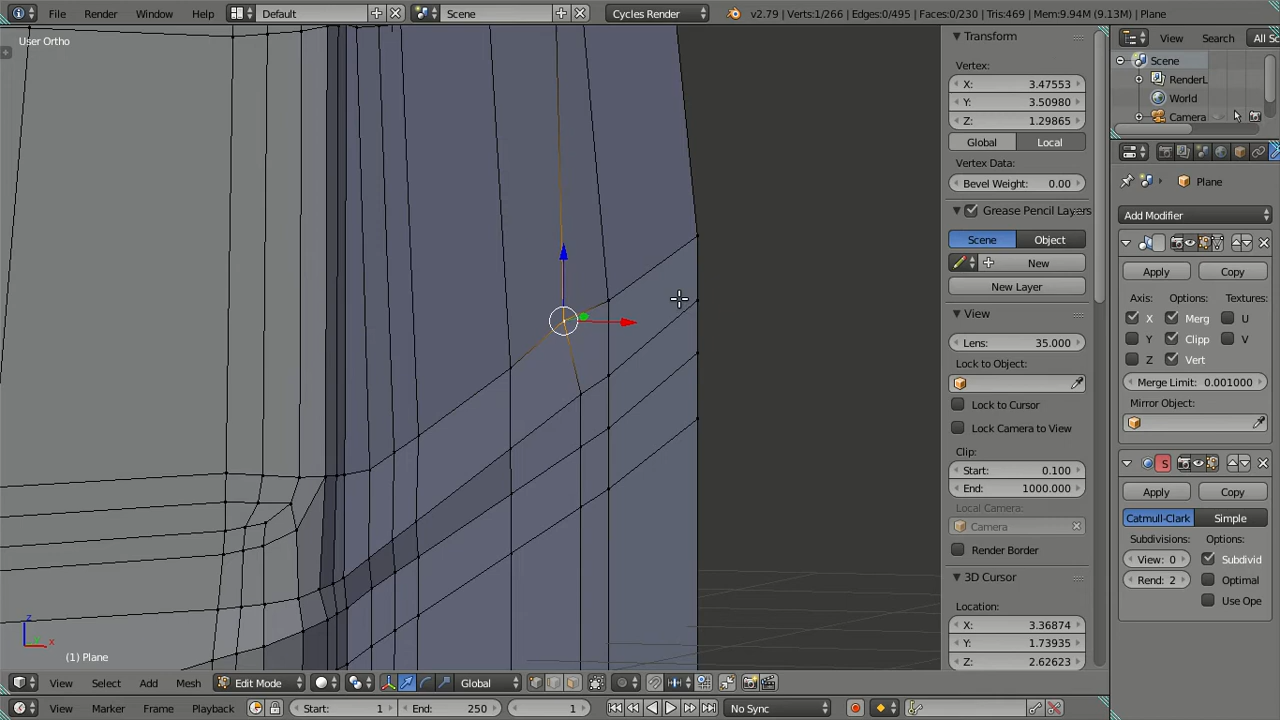 File Render Window Help Default Scene Cycles Render v2.79 | Verts:1/266 | Edges:0/495 | Faces:0/230 | Tris:469 | Mem:9.94M (9.13M) | Plane
User Ortho
Transform
Vertex:
X: 3.47553
Y: 3.50980
Z: 1.29865
Global Local
Vertex Data:
Bevel Weight: 0.00
Grease Pencil Layers
Scene Object
New
New Layer
View
Lens: 35.000
Lock to Object:
Lock to Cursor
Lock Camera to View
Clip:
Start: 0.100
End: 1000.000
Local Camera:
Camera
Render Border
3D Cursor
Location:
X: 3.36874
Y: 1.73935
Z: 2.62623
View Search All Sc
Scene
RenderL
World
Camera
Plane
Add Modifier
Apply Copy
Axis: Options: Textures:
X Merg U
Y Clipp V
Z Vert
Merge Limit: 0.001000
Mirror Object:
S
Apply Copy
Catmull-Clark Simple
Subdivisions: Options:
View: 0 Subdivid
Rend: 2 Optimal
Use Ope
z
x
(1) Plane
View Select Add Mesh Edit Mode Global
View Marker Frame Playback Start: 1 End: 250 1 No Sync